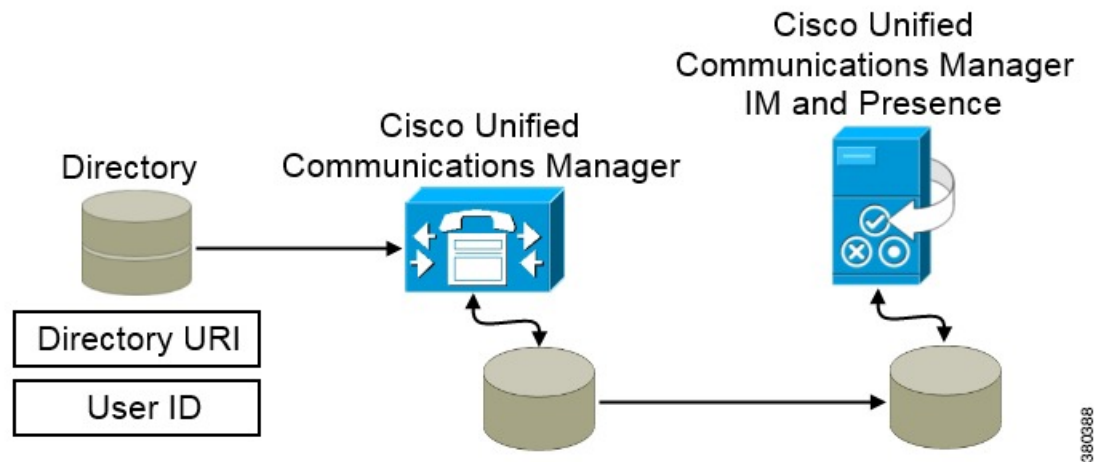 Cisco Unified
Communications Manager
IM and Presence
Cisco Unified
Communications Manager
Directory
Directory URI
User ID
380388